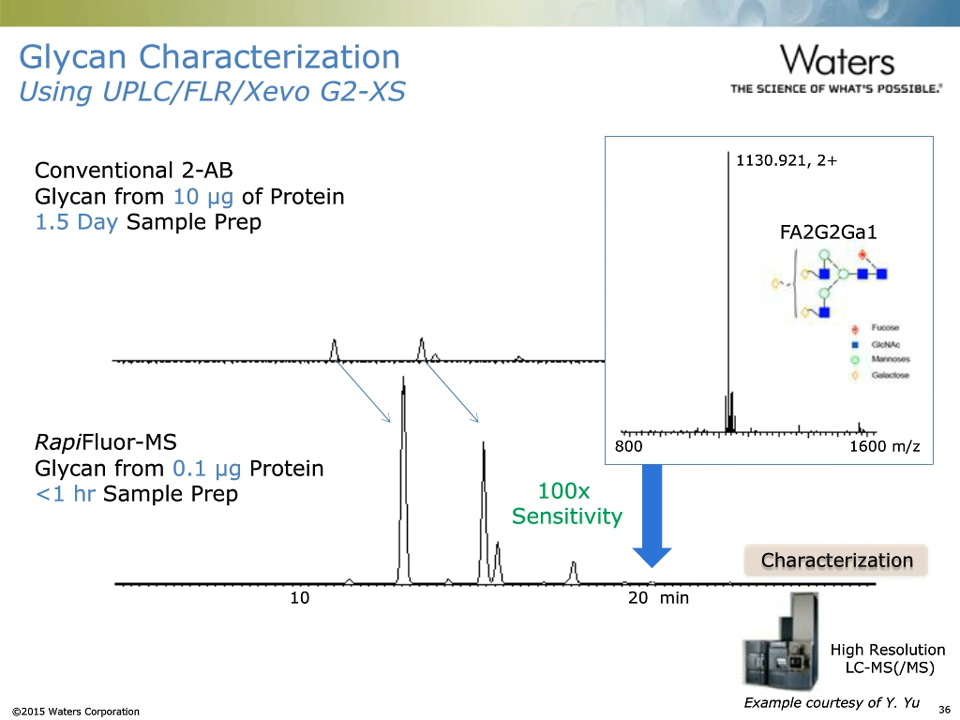 Glycan Characterization
Using UPLC/FLR/Xevo G2-XS
Waters
THE SCIENCE OF WHAT'S POSSIBLE.®
Conventional 2-AB
Glycan from 10 µg of Protein
1.5 Day Sample Prep
1130.921, 2+
FA2G2Ga1
Fucose
GlcNAc
Mannoses
Galactose
800
1600 m/z
RapiFluor-MS
Glycan from 0.1 µg Protein
<1 hr Sample Prep
100x
Sensitivity
Characterization
10
20 min
High Resolution
LC-MS(/MS)
Example courtesy of Y. Yu
©2015 Waters Corporation
36